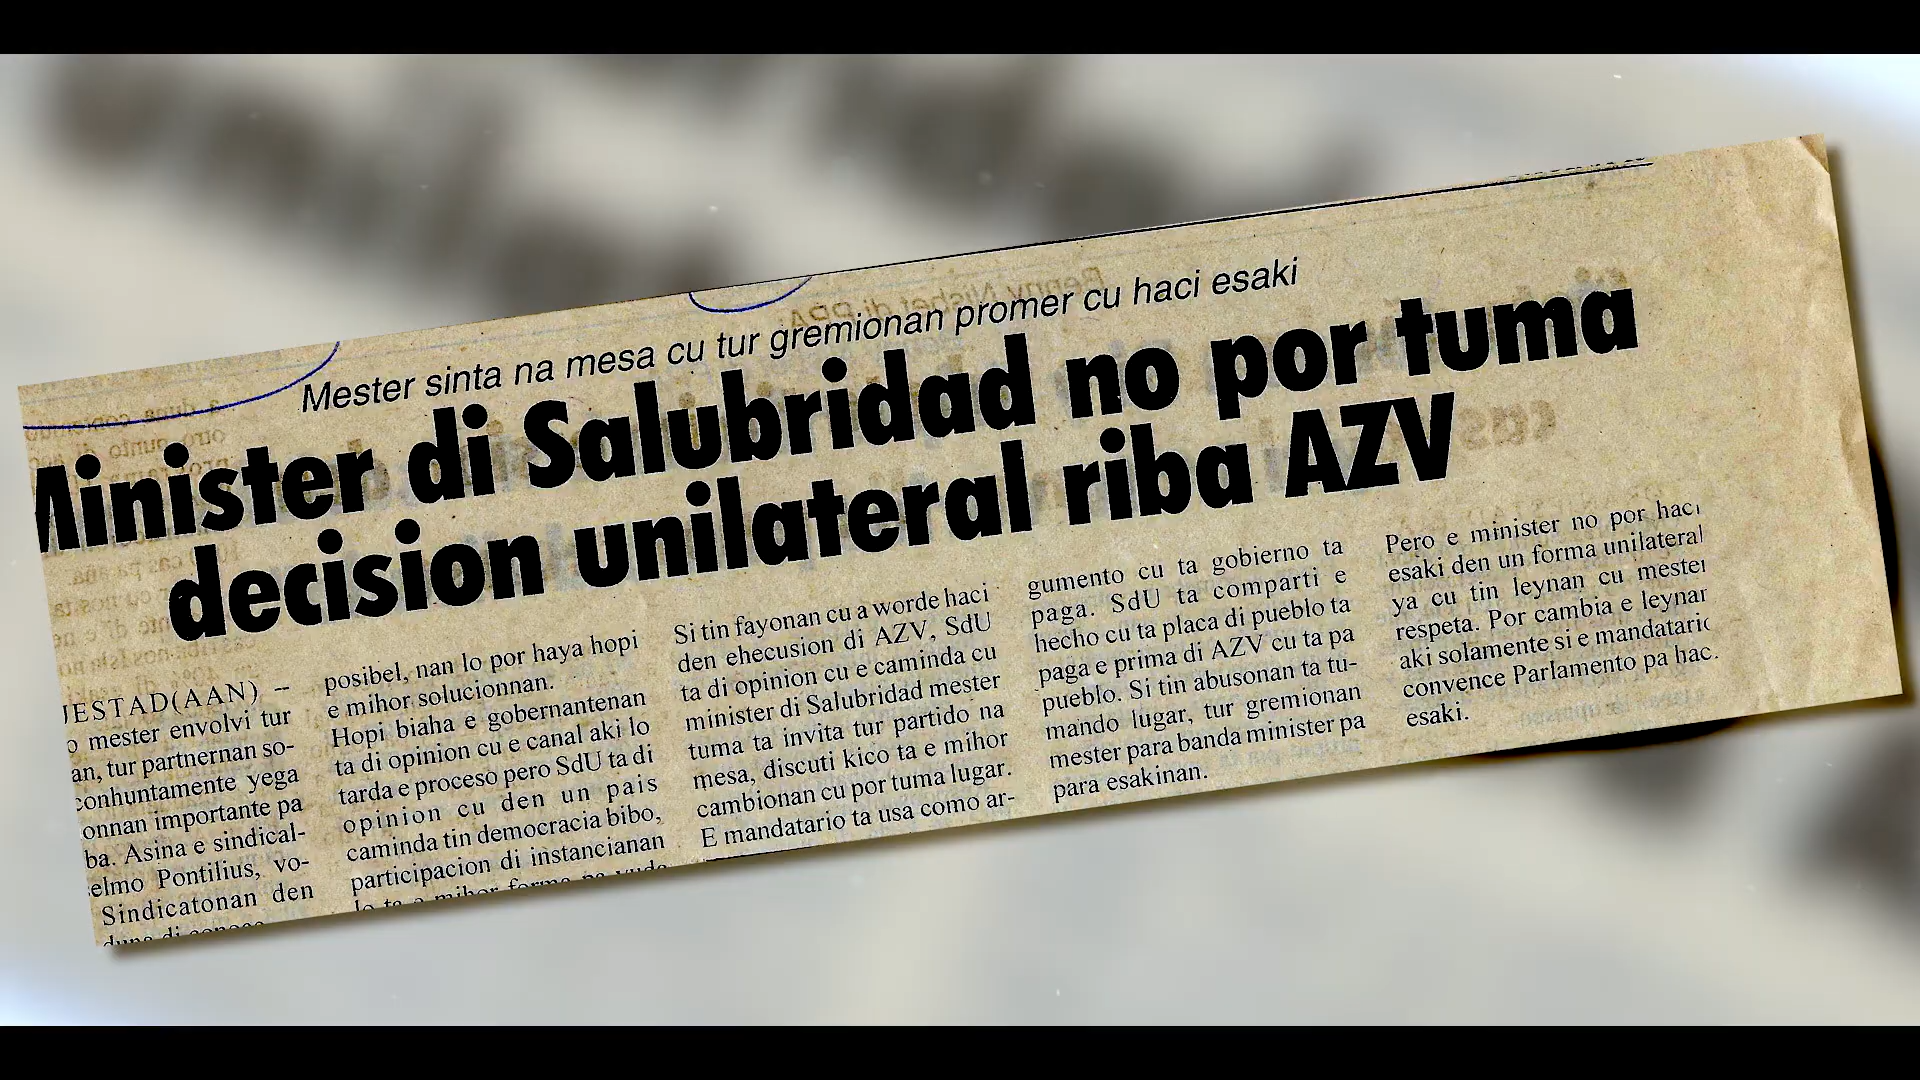 Mester sinta na mesa cu tur gremionan promer cu haci esaki
Minister di Salubridad no por tuma
decision unilateral riba AZV
JESTAD(AAN) –
o mester envolvi tur
an, tur partnernan so-
conhuntamente yega
onnan importante pa
ba. Asina e sindical-
elmo Pontilius, vo-
Sindicatonan den
posibel, nan lo por haya hopi
e mihor solucionnan.
Hopi biaha e gobernantenan
ta di opinion cu e canal aki lo
tarda e proceso pero SdU ta di
opinion cu den un pais
caminda tin democracia bibo,
participacion di instancianan
lo ta e mihor forma pa yuda
Si tin fayonan cu a worde haci
den ehecusion di AZV, SdU
ta di opinion cu e caminda cu
minister di Salubridad mester
tuma ta invita tur partido na
mesa, discuti kico ta e mihor
cambionan cu por tuma lugar.
E mandatario ta usa como ar-
gumento cu ta gobierno ta
paga. SdU ta comparti e
hecho cu ta placa di pueblo ta
paga e prima di AZV cu ta pa
pueblo. Si tin abusonan ta tu-
mando lugar, tur gremionan
mester para banda minister pa
para esakinan.
Pero e minister no por haci
esaki den un forma unilateral
ya cu tin leynan cu mester
respeta. Por cambia e leynan
aki solamente si e mandatario
convence Parlamento pa haci
esaki.